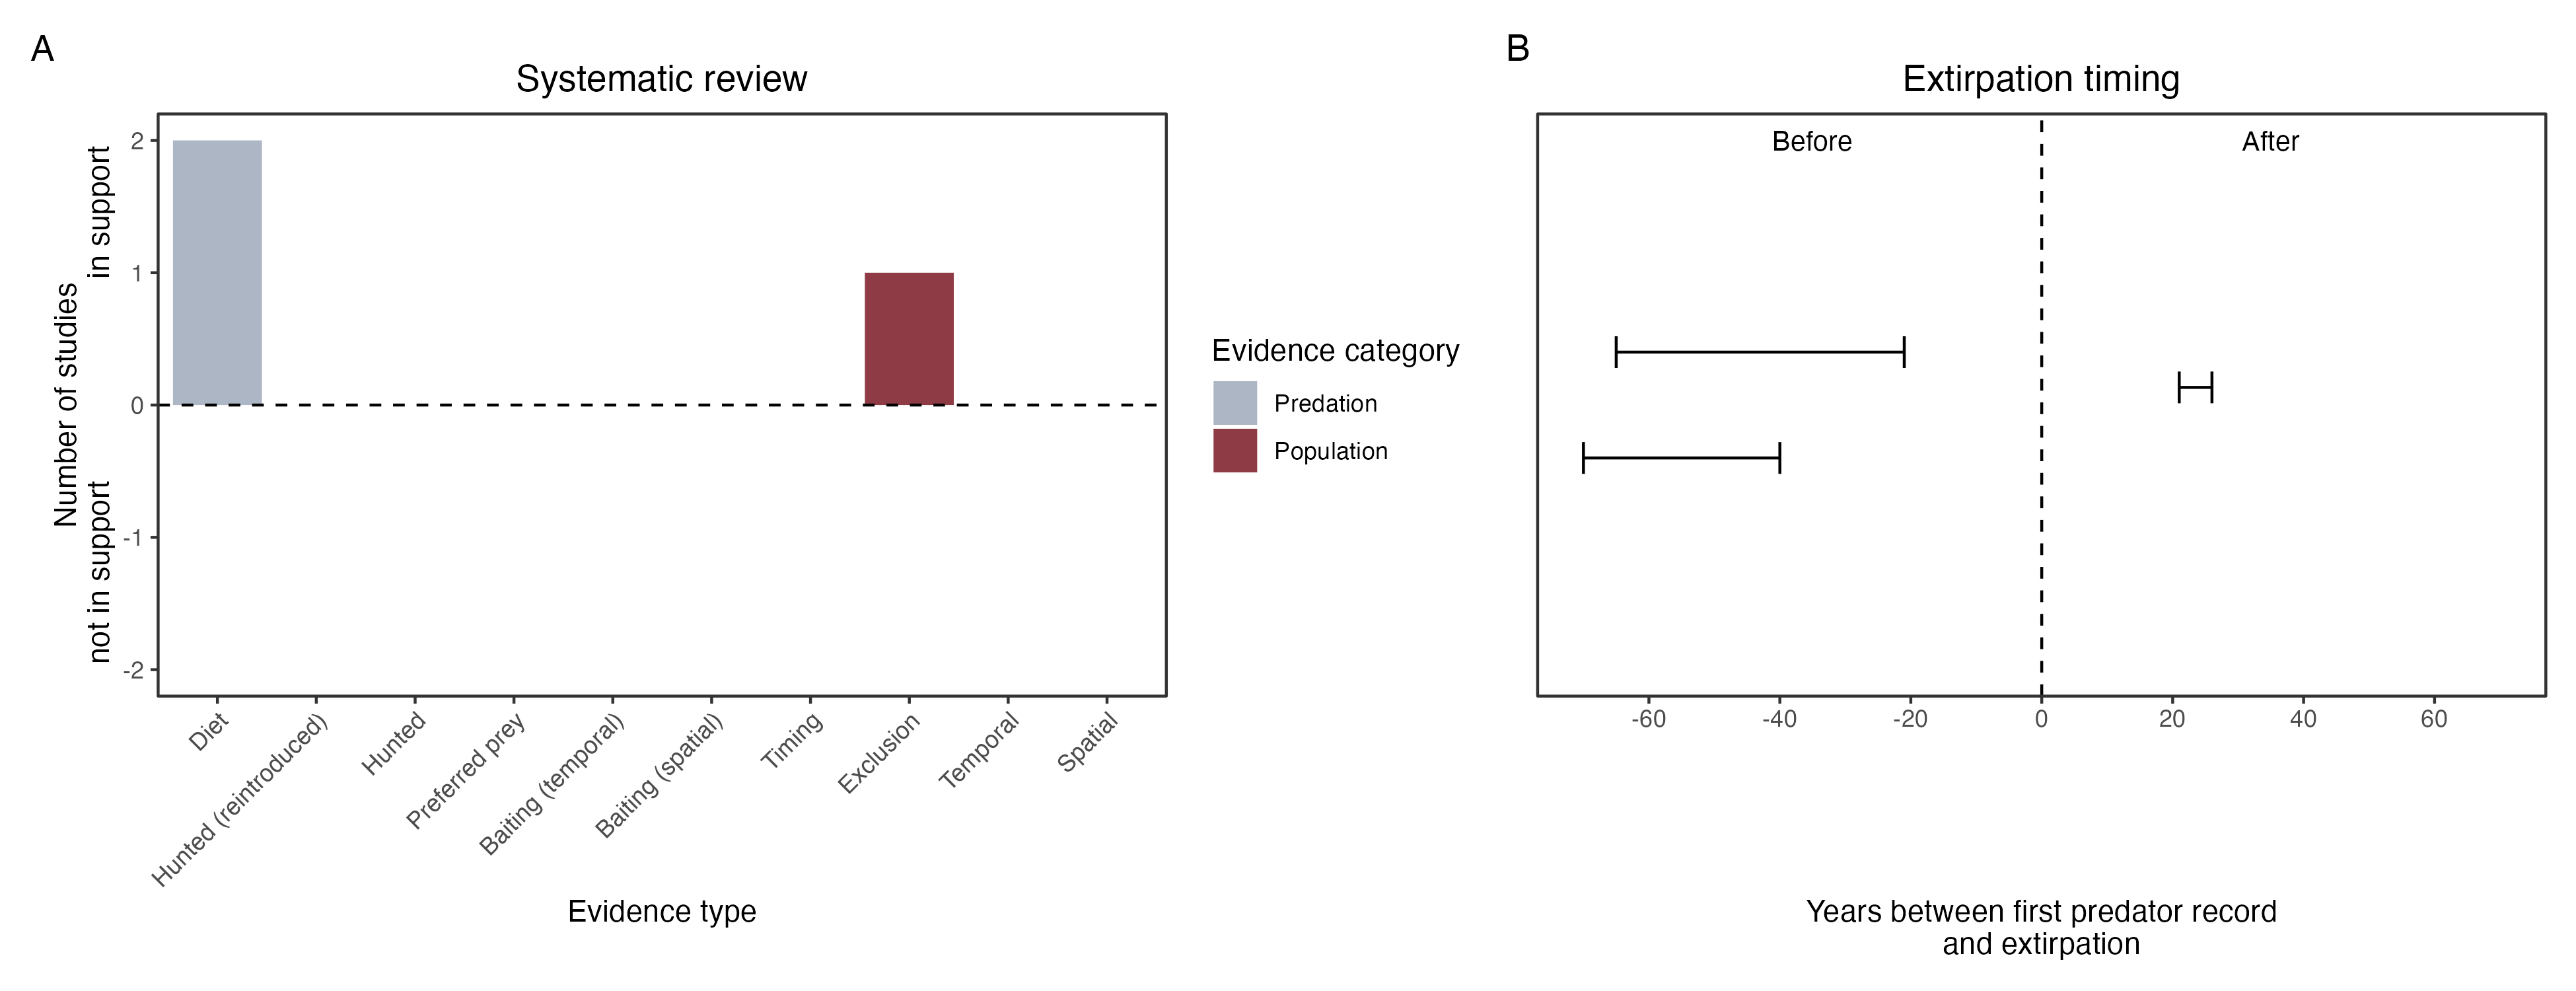 A
Systematic review
Number of studies
not in support
in support
2
1
0
-1
-2
Diet
Hunted (reintroduced)
Hunted
Preferred prey
Baiting (temporal)
Baiting (spatial)
Timing
Exclusion
Temporal
Spatial
Evidence type
Evidence category
Predation
Population
B
Extirpation timing
Before
After
-60
-40
-20
0
20
40
60
Years between first predator record
and extirpation